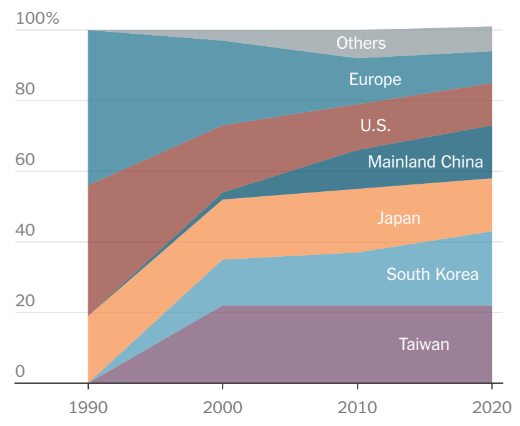 100%
Others
Europe
80
U.S.
Mainland China
60
Japan
40
South Korea
20
Taiwan
0
1990 2000 2010 2020